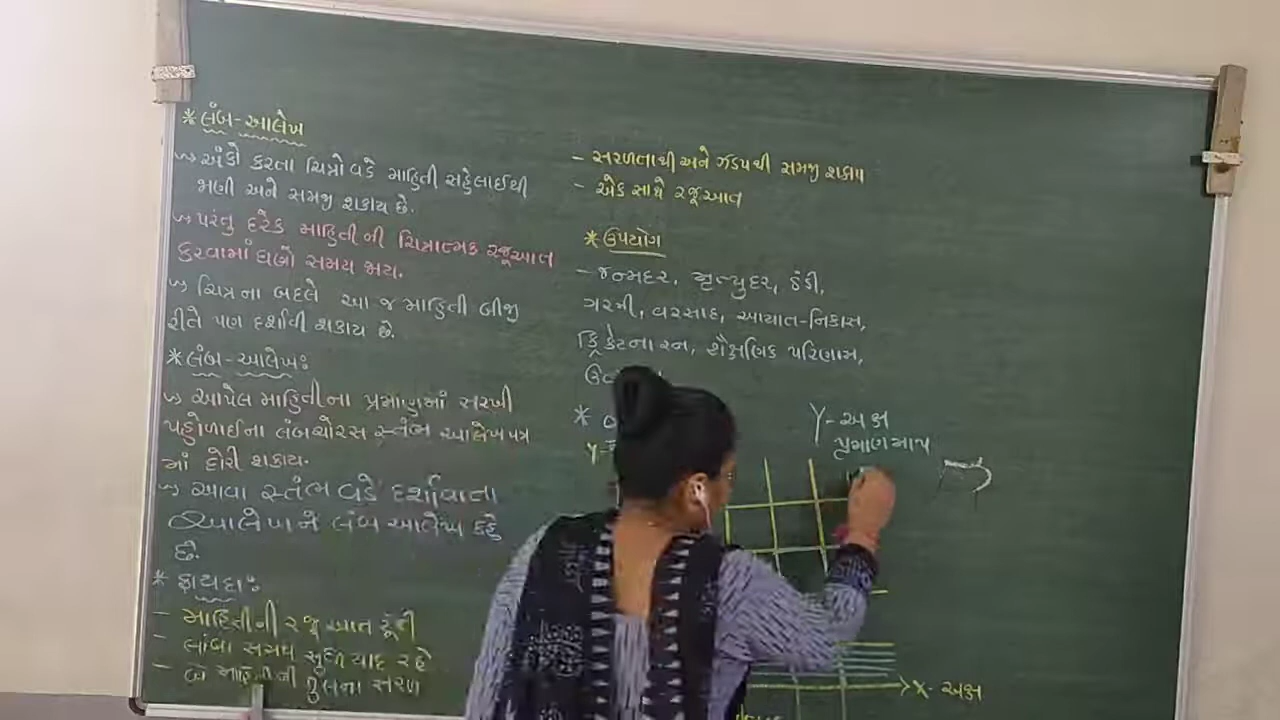 * લંબ-આલેખ
↳ અંકો કરતા ચિત્રો વડે માહિતી સહેલાઈથી
જાણી અને સમજી શકાય છે.
↳ પરંતુ દરેક માહિતી ની ચિત્રાત્મક રજૂઆત
કરવામાં ઘણો સમય જાય.
↳ ચિત્રના બદલે આ જ માહિતી બીજી
રીતે પણ દર્શાવી શકાય છે.
* લંબ-આલેખઃ
↳ આપેલ માહિતીના પ્રમાણમાં સરખી
પહોળાઈના લંબચોરસ સ્તંભ આલેખપત્ર
માં દોરી શકાય.
↳ આવા સ્તંભ વડે દર્શાવાતા
આલેખને લંબ આલેખ કહે
છે.
* ફાયદાઃ
- માહિતીની રજૂઆત ટૂંકી
- લાંબા સમય સુધી યાદ રહે
- બે માહિતીની તુલના સરળ
- સરળતાથી અને ઝડપથી સમજી શકાય
- એક સાથે રજૂઆત
* ઉપયોગ
- જન્મદર, મૃત્યુદર, ઠંડી,
ગરમી, વરસાદ, આયાત-નિકાસ,
ક્રિકેટના રન, શૈક્ષણિક પરિણામ,
*
Y-
Y- અક્ષ
પ્રમાણમાપ
X- અક્ષ